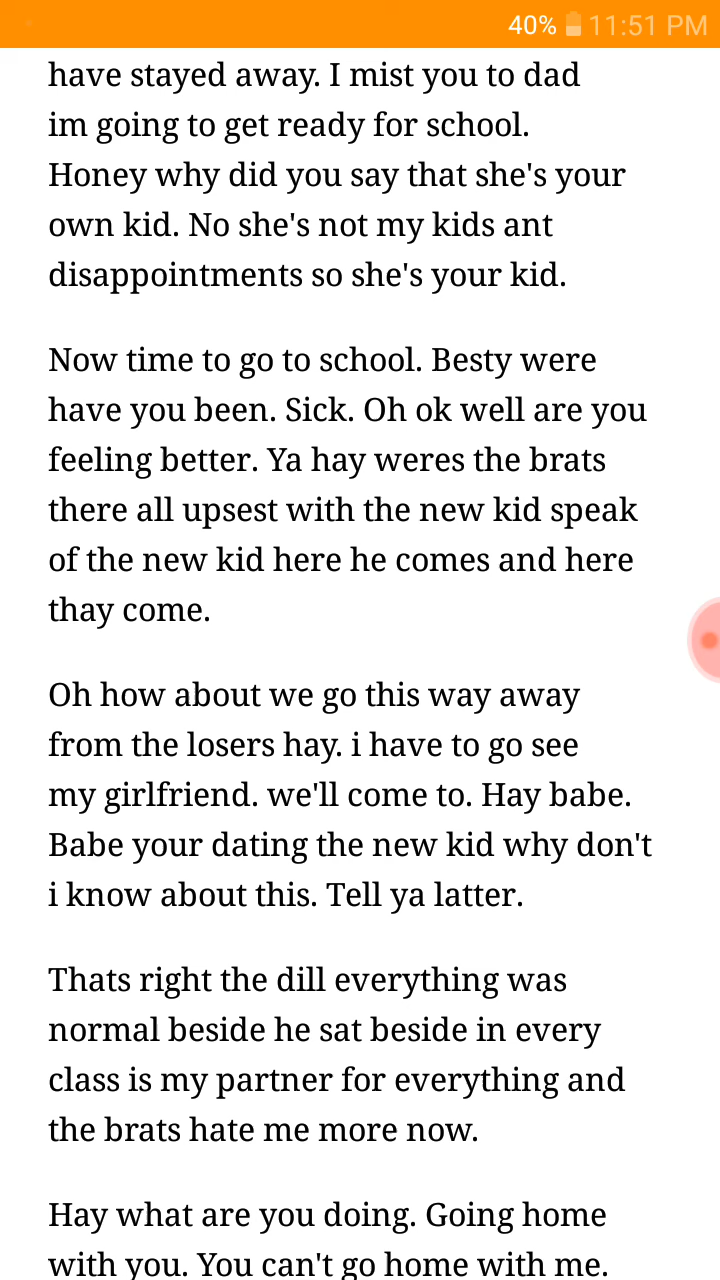 40% 11:51 PM
have stayed away. I mist you to dad
im going to get ready for school.
Honey why did you say that she's your
own kid. No she's not my kids ant
disappointments so she's your kid.
Now time to go to school. Besty were
have you been. Sick. Oh ok well are you
feeling better. Ya hay weres the brats
there all upsest with the new kid speak
of the new kid here he comes and here
thay come.
Oh how about we go this way away
from the losers hay. i have to go see
my girlfriend. we'll come to. Hay babe.
Babe your dating the new kid why don't
i know about this. Tell ya latter.
Thats right the dill everything was
normal beside he sat beside in every
class is my partner for everything and
the brats hate me more now.
Hay what are you doing. Going home
with you. You can't go home with me.